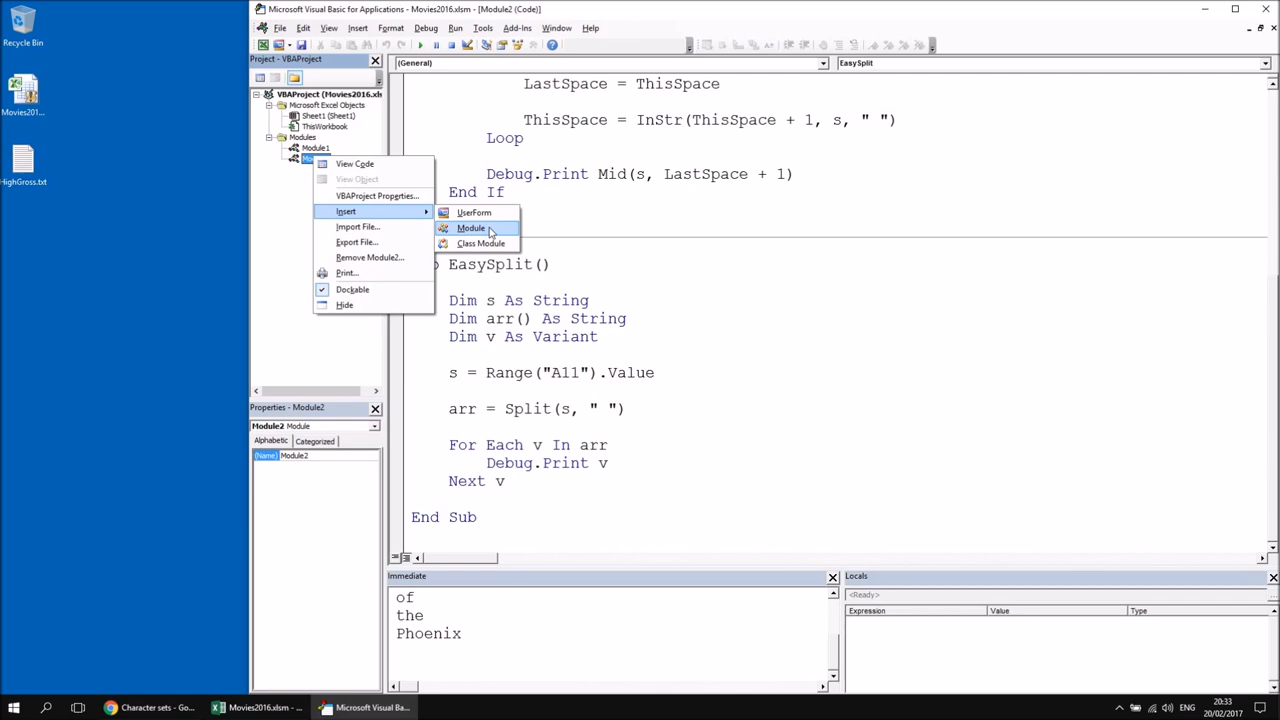 Recycle Bin
Movies201...
HighGross.txt
Microsoft Visual Basic for Applications - Movies2016.xlsm - [Module2 (Code)]
File Edit View Insert Format Debug Run Tools Add-Ins Window Help
Project - VBAProject
VBAProject (Movies2016.xls
Microsoft Excel Objects
Sheet1 (Sheet1)
ThisWorkbook
Modules
Module1
View Code
View Object
VBAProject Properties...
Insert
Import File...
Export File...
Remove Module2...
Print...
Dockable
Hide
UserForm
Module
Class Module
Properties - Module2
Module2 Module
Alphabetic Categorized
(Name) Module2
(General) EasySplit
LastSpace = ThisSpace
ThisSpace = InStr(ThisSpace + 1, s, " ")
Loop
Debug.Print Mid(s, LastSpace + 1)
End If
EasySplit()
Dim s As String
Dim arr() As String
Dim v As Variant
s = Range("A11").Value
arr = Split(s, " ")
For Each v In arr
Debug.Print v
Next v
End Sub
Immediate
of
the
Phoenix
Locals
<Ready>
Expression Value Type
Character sets - Go... Movies2016.xlsm - ... Microsoft Visual Ba...
ENG 20:33
20/02/2017